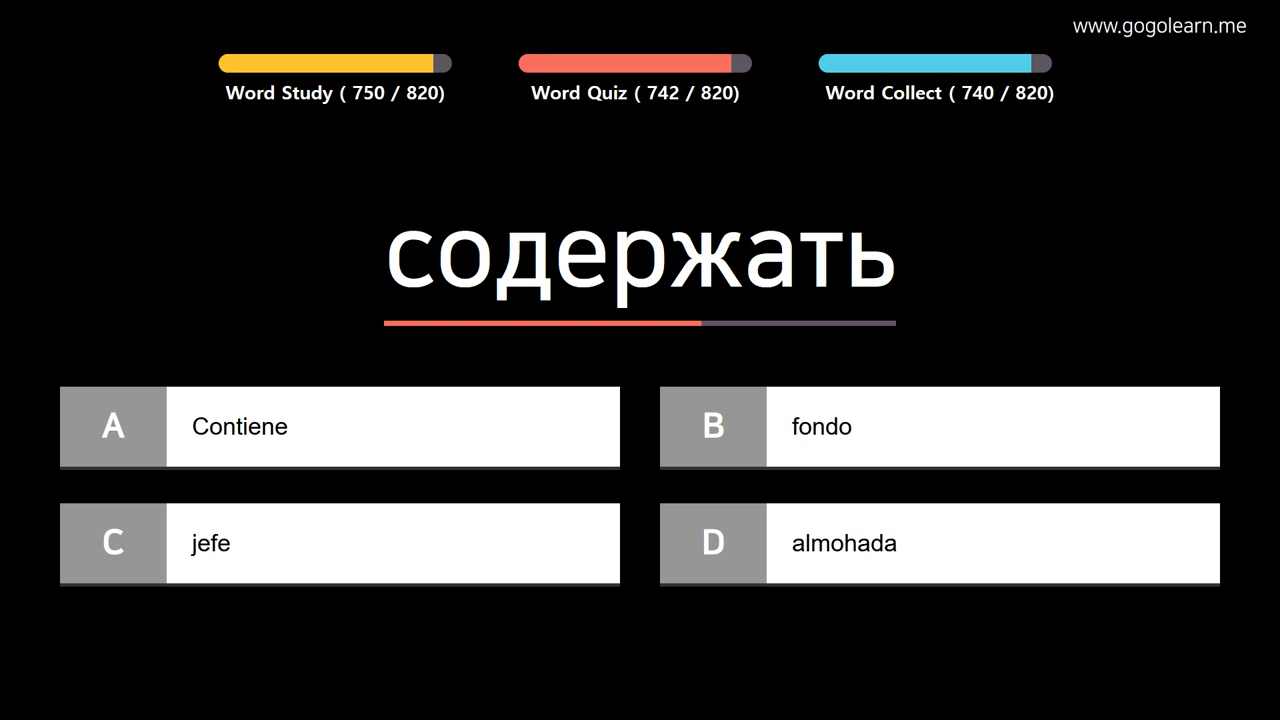 www.gogolearn.me
Word Study ( 750 / 820)
Word Quiz ( 742 / 820)
Word Collect ( 740 / 820)
содержать
A Contiene
B fondo
C jefe
D almohada